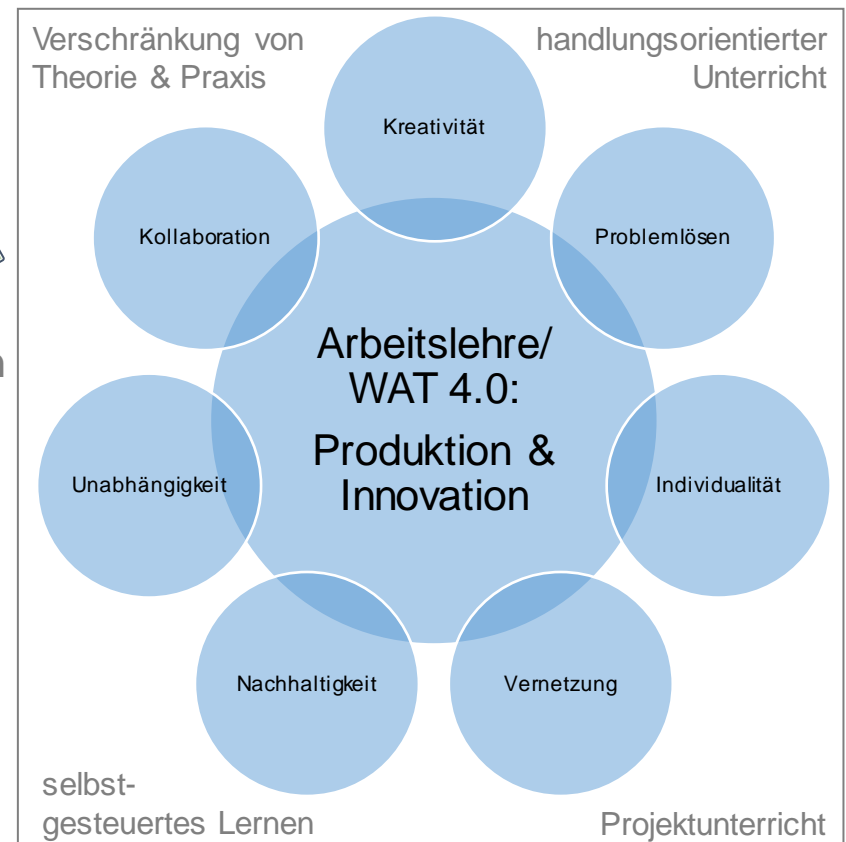 Verschränkung von
Theorie & Praxis
handlungsorientierter
Unterricht
Kreativität
Kollaboration
Problemlösen
Arbeitslehre/
WAT 4.0:
Produktion &
Innovation
Unabhängigkeit
Individualität
Nachhaltigkeit
Vernetzung
selbst-
gesteuertes Lernen
Projektunterricht